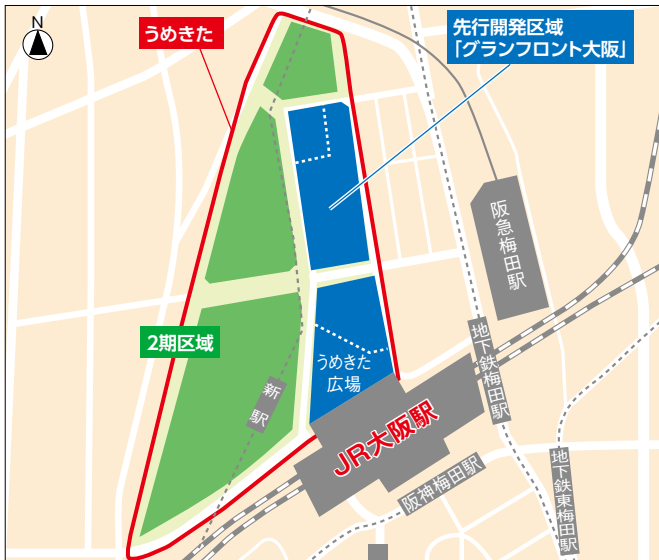 N
うめきた
先行開発区域
「グランフロント大阪」
阪急梅田駅
2期区域
うめきた
広場
地下鉄梅田駅
新駅
JR大阪駅
阪神梅田駅
地下鉄東梅田駅